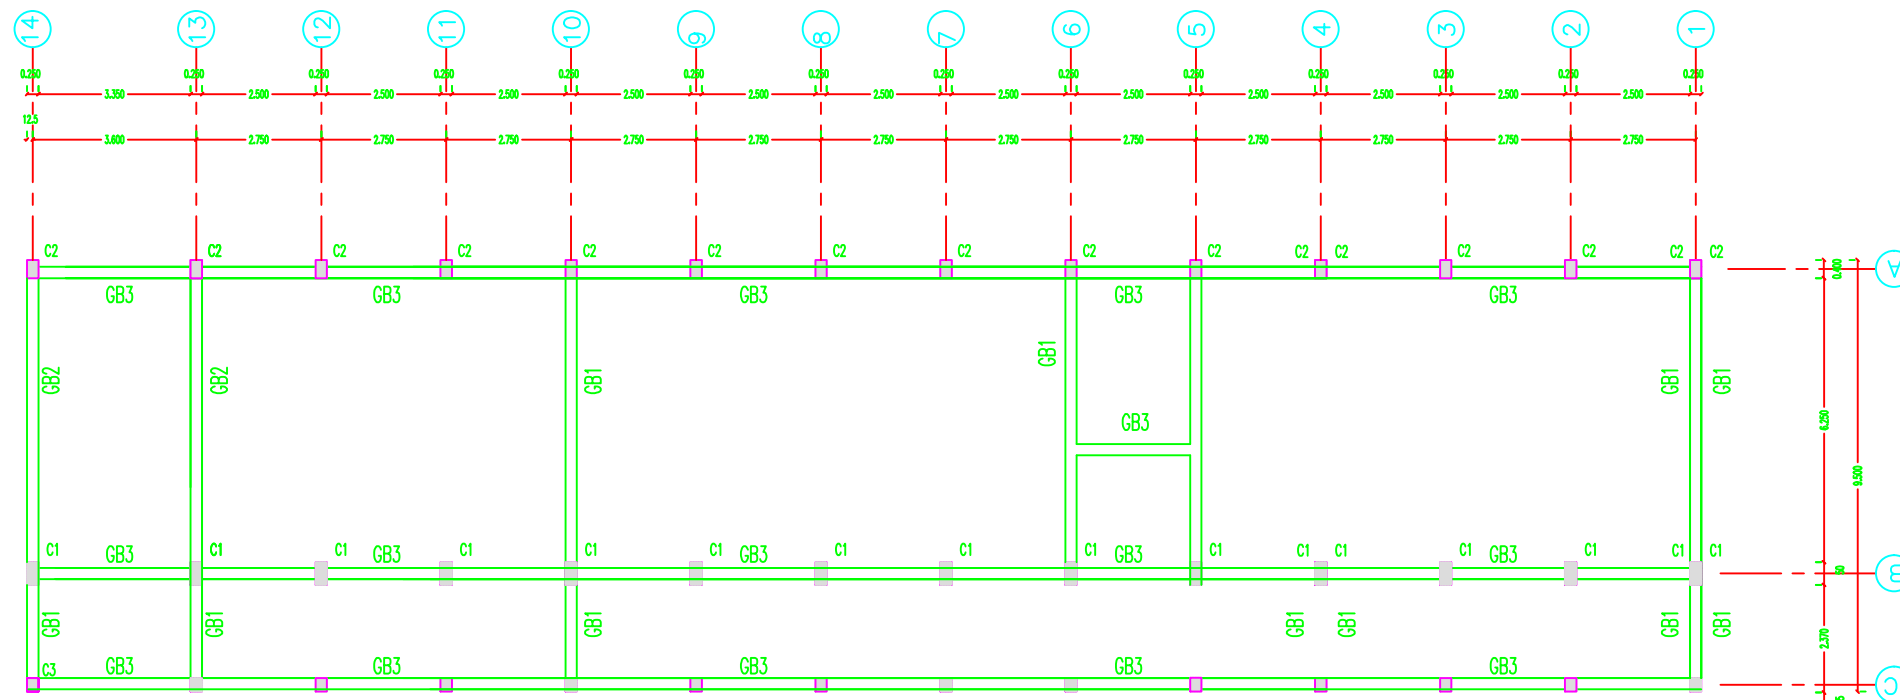 14 13 12 11 10 9 8 7 6 5 4 3 2 1
0.250 0.250 0.250 0.250 0.250 0.250 0.250 0.250 0.250 0.250 0.250 0.250 0.250 0.250
3.350 2.500 2.500 2.500 2.500 2.500 2.500 2.500 2.500 2.500 2.500 2.500 2.500
12.5
3.600 2.750 2.750 2.750 2.750 2.750 2.750 2.750 2.750 2.750 2.750 2.750 2.750
C2 C2 C2 C2 C2 C2 C2 C2 C2 C2 C2 C2 C2 C2 C2 C2
A
0.400
GB3 GB3 GB3 GB3 GB3
GB2 GB2 GB1 GB1 GB1 GB1
GB3
6.250
9.500
C1 GB3 C1 C1 GB3 C1 C1 C1 GB3 C1 C1 C1 GB3 C1 C1 C1 C1 GB3 C1 C1 C1
B
GB1 GB1 GB1 GB1 GB1 GB1 GB1
2.370
C3 GB3 GB3 GB3 GB3 GB3
C